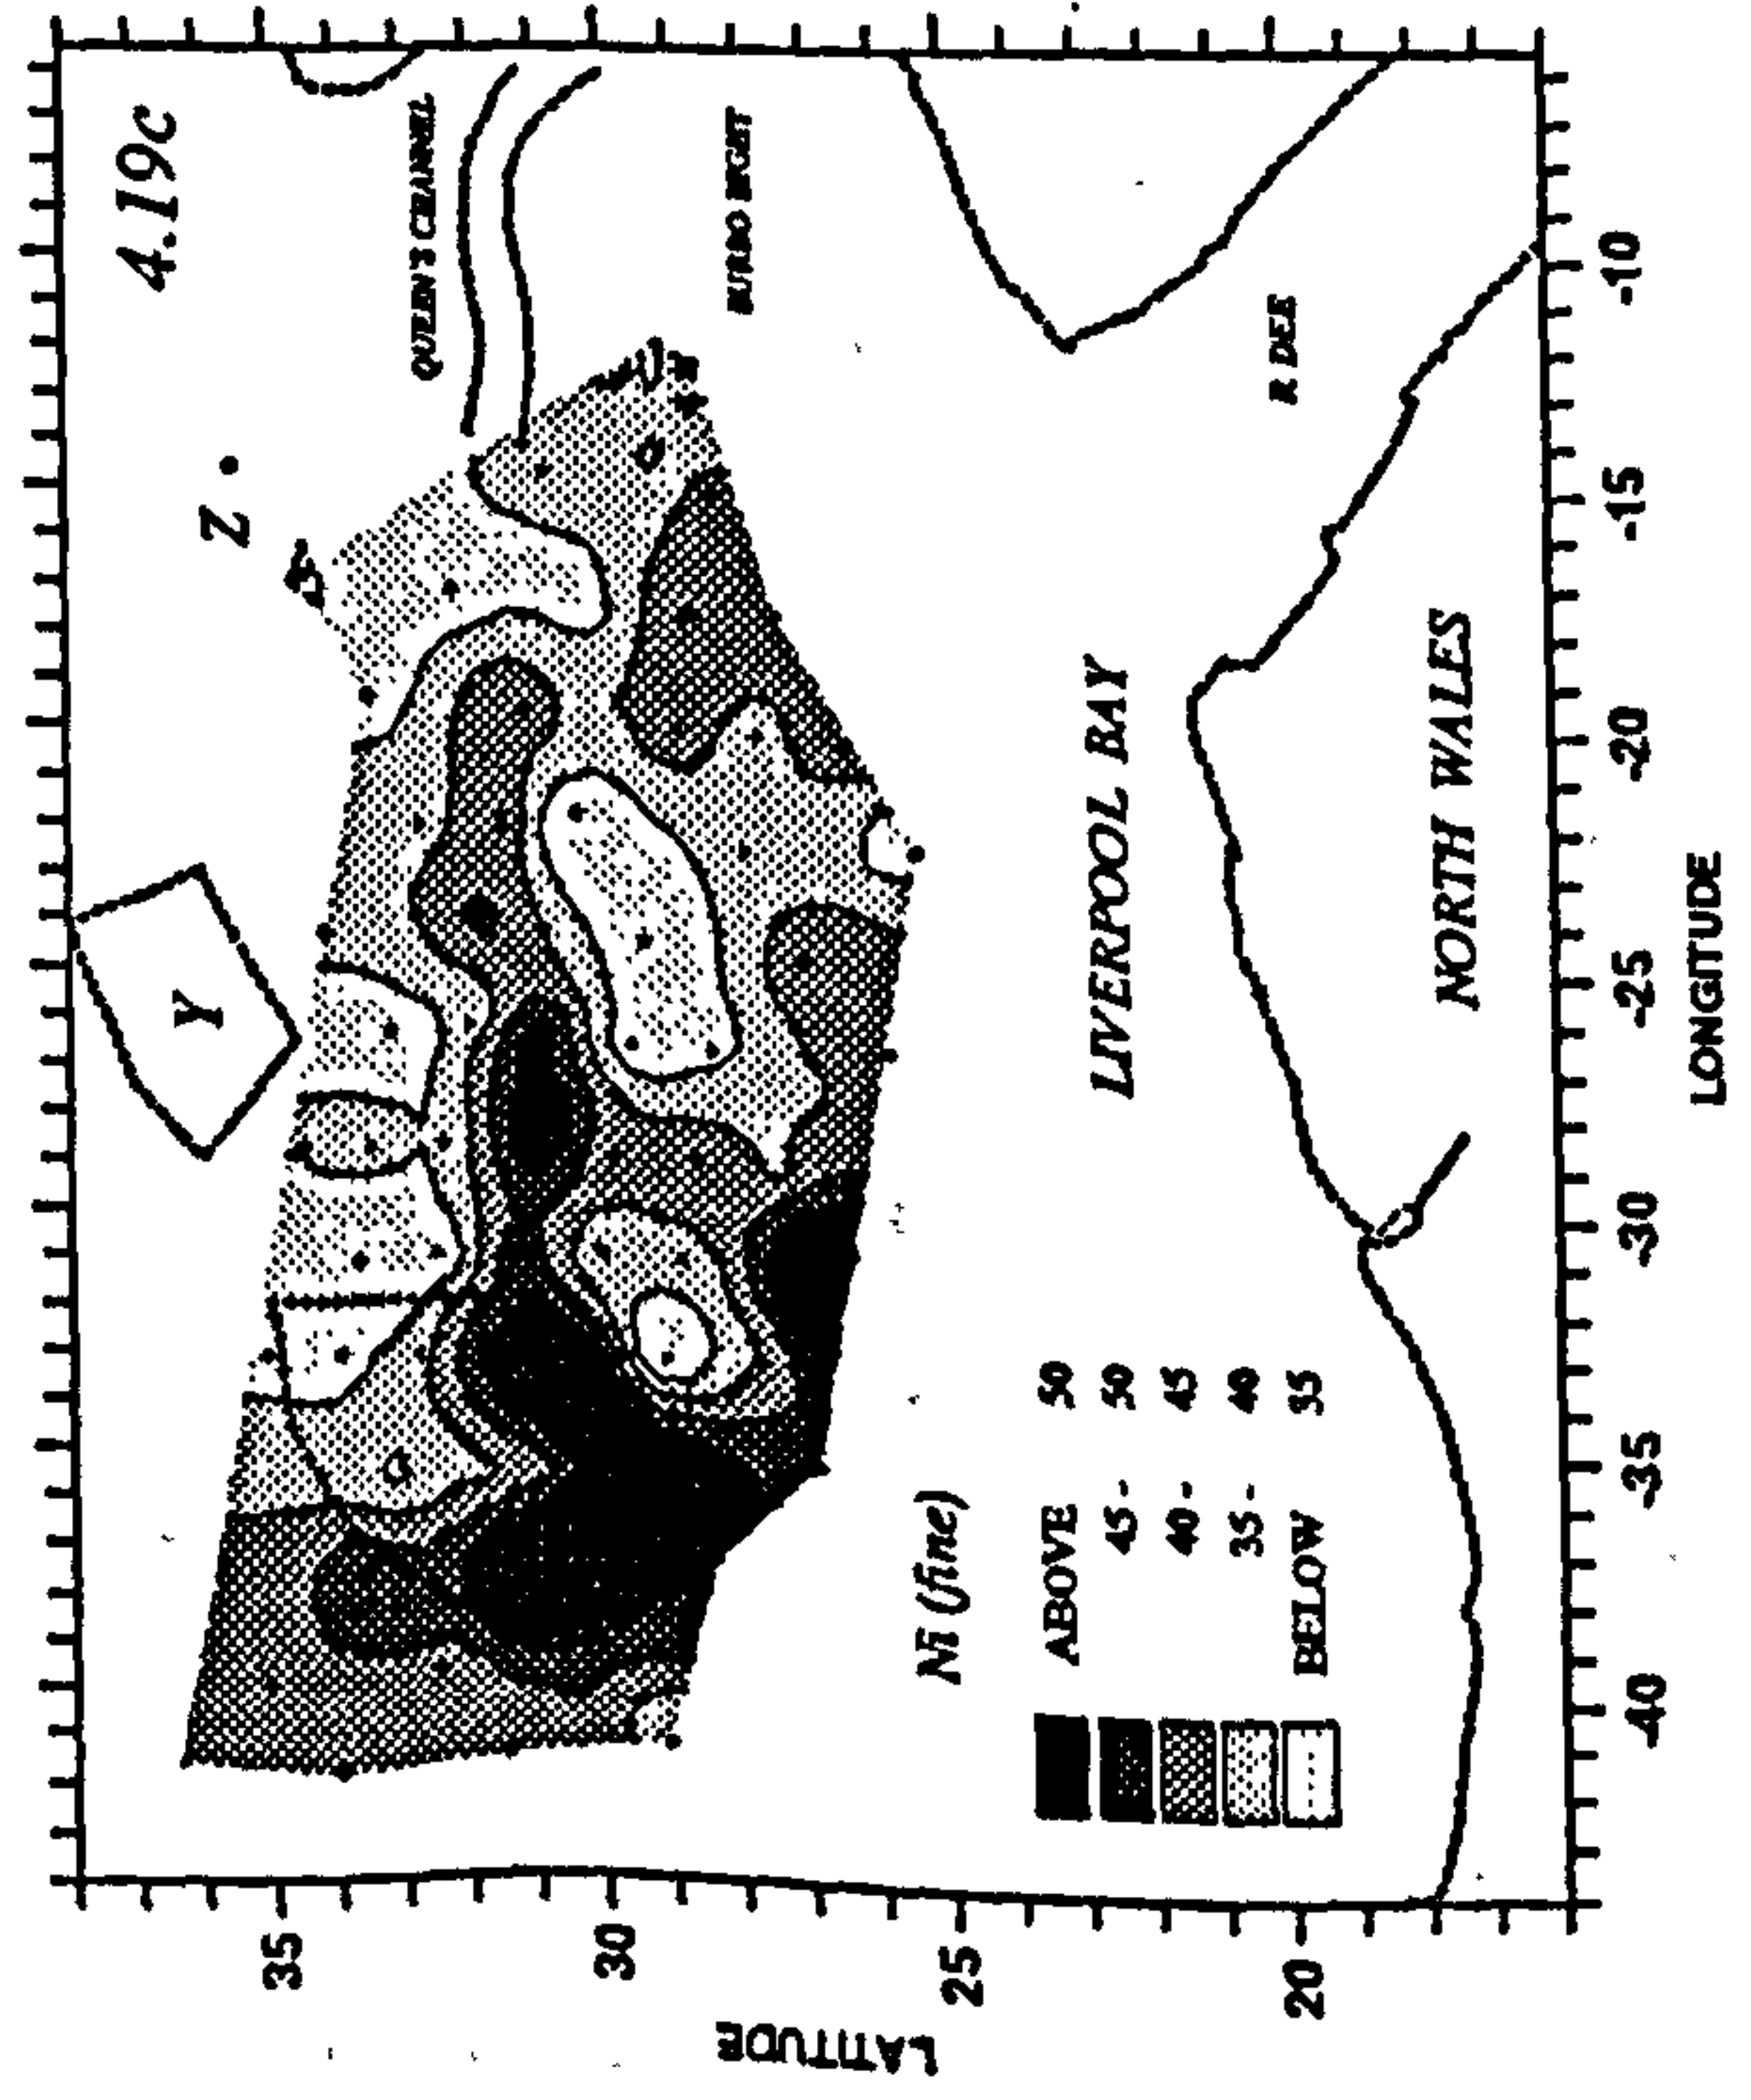 4.19c
Z
QUEEN'S CHANNEL
Y
BURBO BIGHT
LIVERPOOL BAY
R DEE
NORTH WALES
Ni (fine)
ABOVE 50
45 - 50
40 - 45
35 - 40
BELOW 35
LATITUDE
35
30
25
20
-40
-35
-30
-25
-20
-15
-10
LONGITUDE